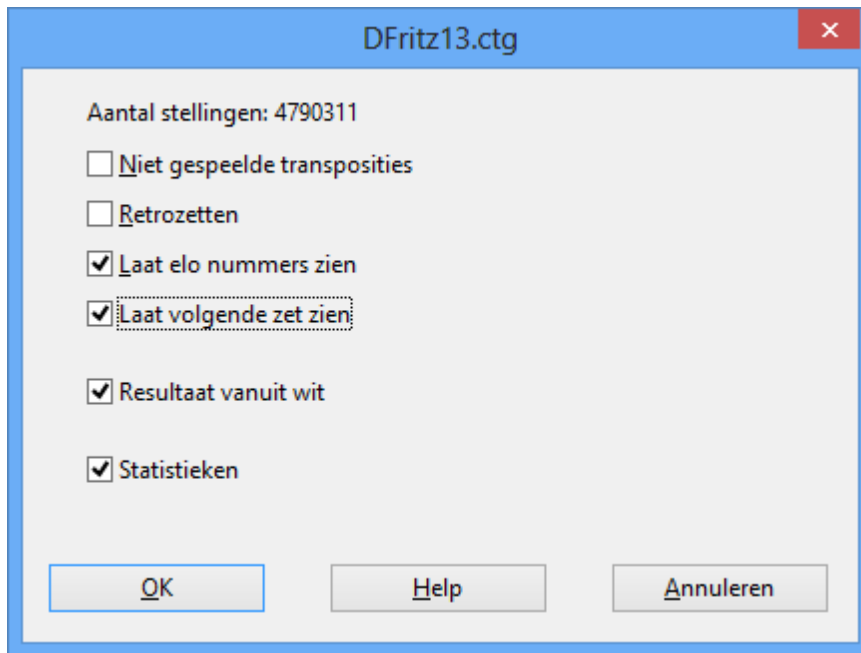 DFritz13.ctg
Aantal stellingen: 4790311
Niet gespeelde transposities
Retrozetten
Laat elo nummers zien
Laat volgende zet zien
Resultaat vanuit wit
Statistieken
OK Help Annuleren